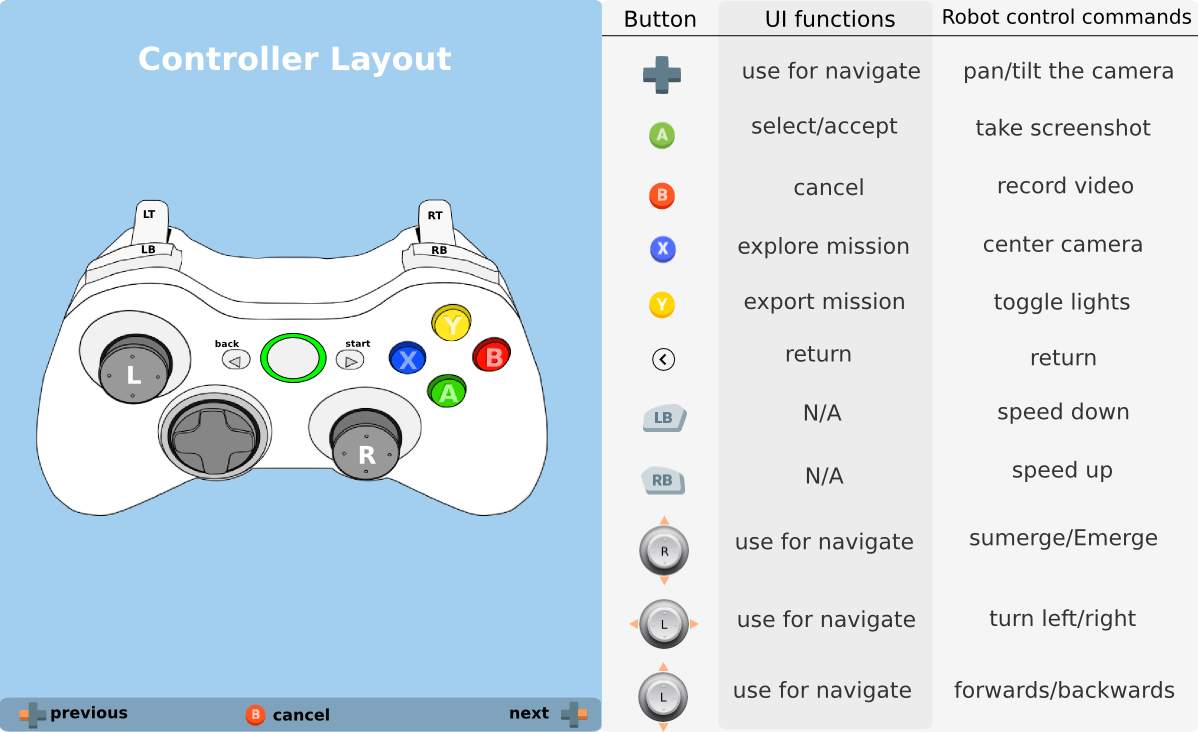 Controller Layout
LT
RT
LB
RB
back
start
Y
X
B
A
L
R
previous
B
cancel
next
Button
UI functions
Robot control commands
use for navigate
pan/tilt the camera
A
select/accept
take screenshot
B
cancel
record video
X
explore mission
center camera
Y
export mission
toggle lights
return
return
LB
N/A
speed down
RB
N/A
speed up
R
use for navigate
sumerge/Emerge
L
use for navigate
turn left/right
L
use for navigate
forwards/backwards